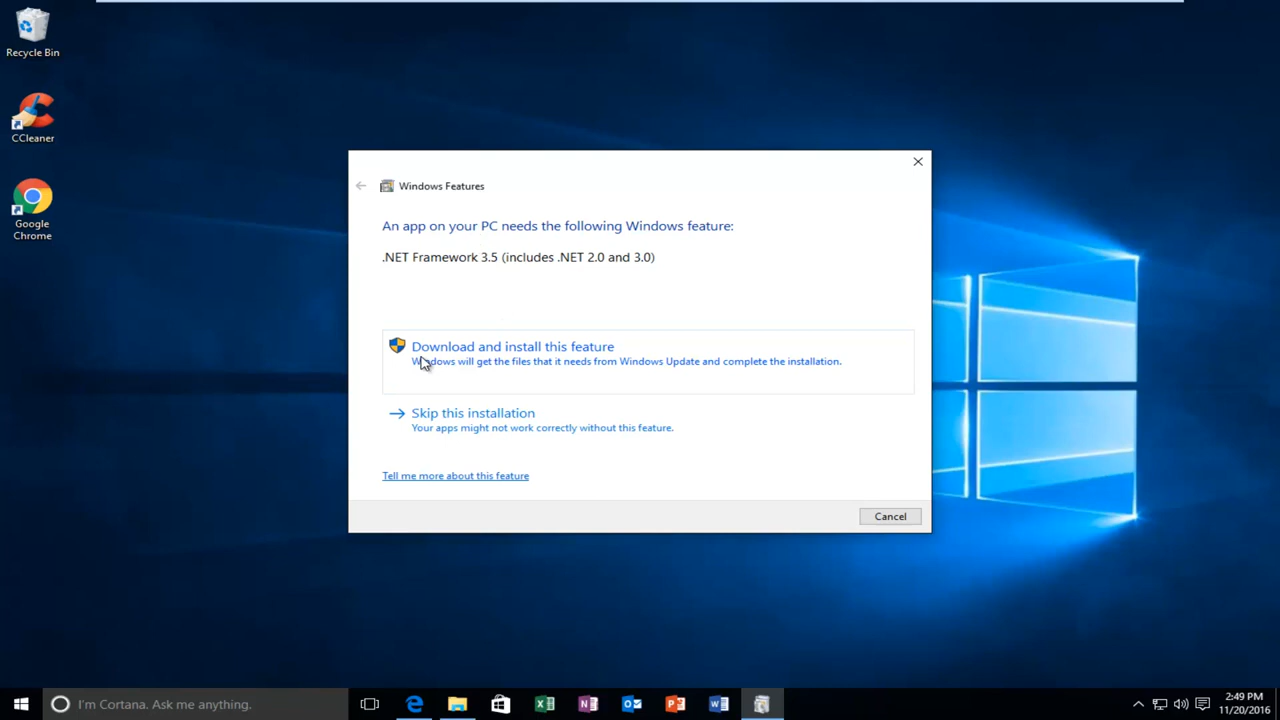 Recycle Bin
CCleaner
Google
Chrome
Windows Features
An app on your PC needs the following Windows feature:
.NET Framework 3.5 (includes .NET 2.0 and 3.0)
Download and install this feature
Windows will get the files that it needs from Windows Update and complete the installation.
Skip this installation
Your apps might not work correctly without this feature.
Tell me more about this feature
Cancel
I'm Cortana. Ask me anything.
2:49 PM
11/20/2016